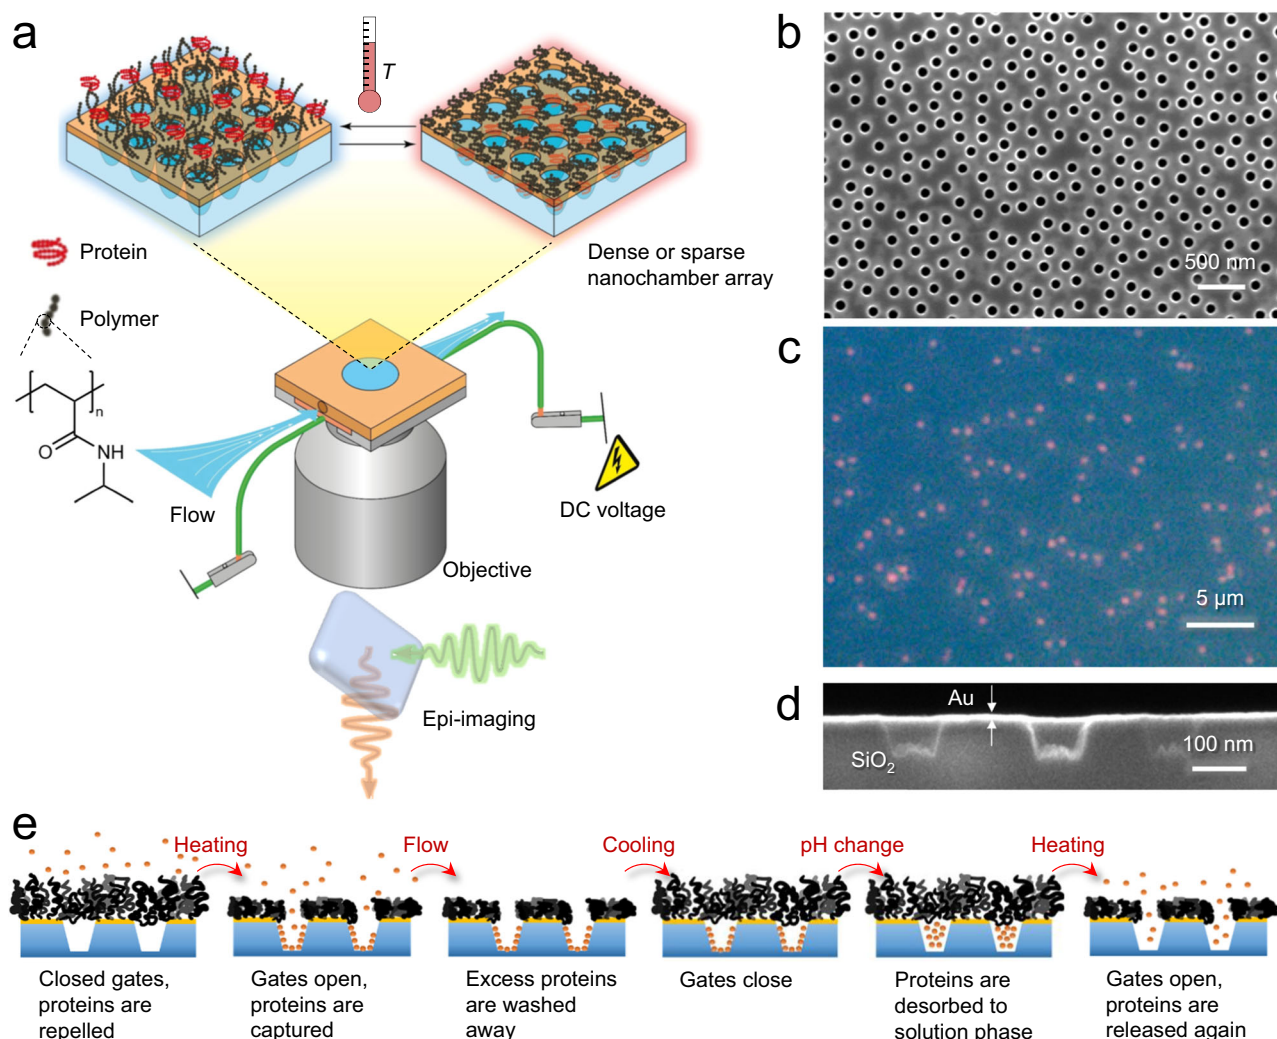 a
T
Protein
Polymer
n
O
NH
Dense or sparse
nanochamber array
Flow
DC voltage
Objective
Epi-imaging
b
500 nm
c
5 µm
d
Au
SiO2
100 nm
e
Heating
Flow
Cooling
pH change
Heating
Closed gates,
proteins are
repelled
Gates open,
proteins are
captured
Excess proteins
are washed
away
Gates close
Proteins are
desorbed to
solution phase
Gates open,
proteins are
released again